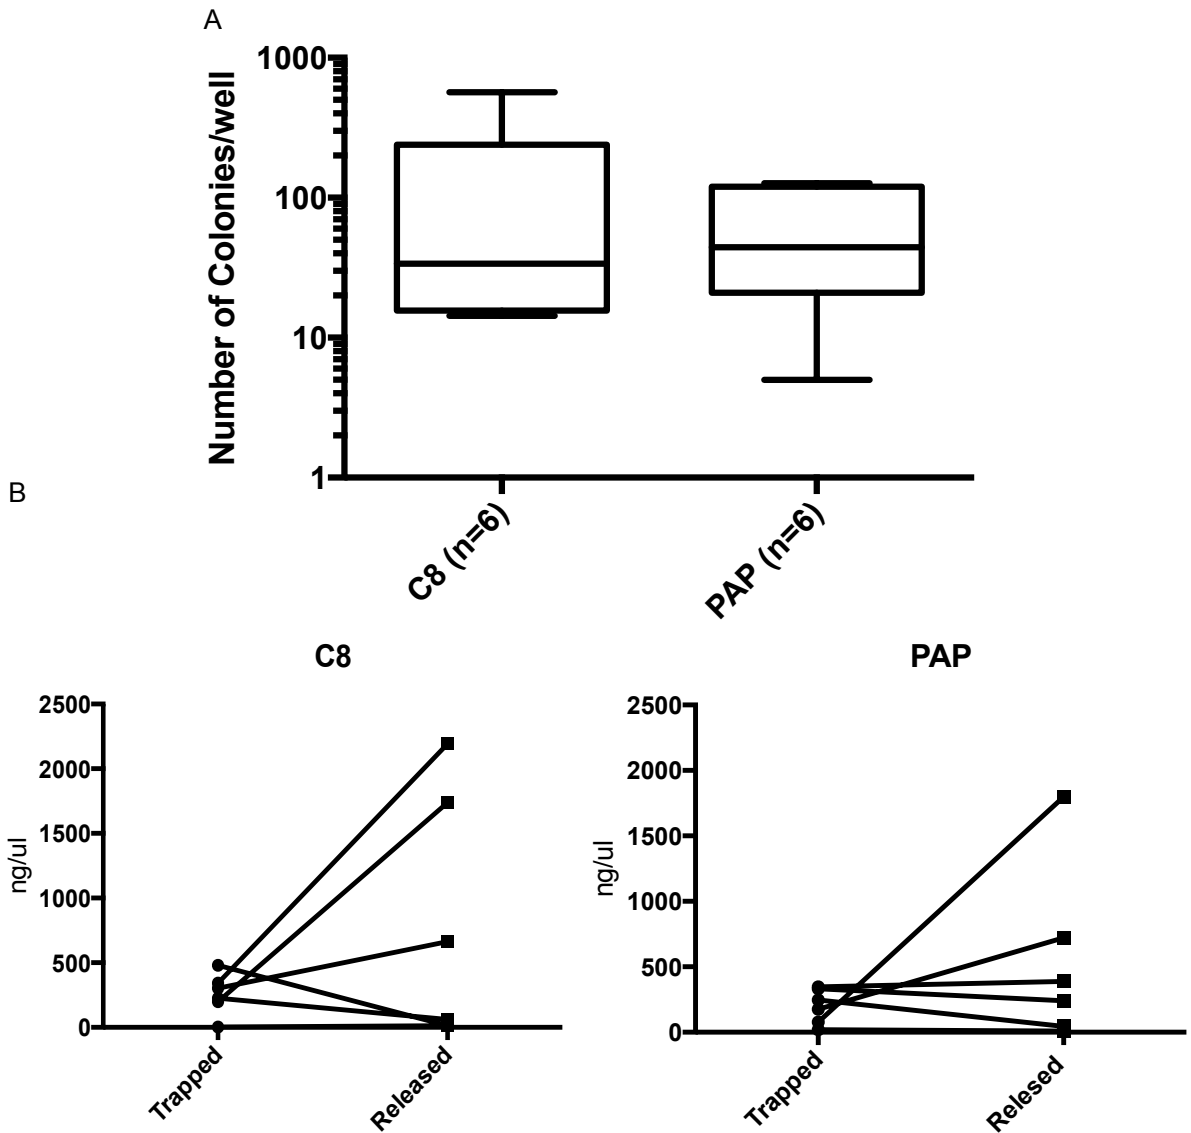 A
Number of Colonies/well
1000
100
10
1
C8 (n=6)
PAP (n=6)
B
C8
ng/ul
2500
2000
1500
1000
500
0
Trapped
Released
PAP
ng/ul
2500
2000
1500
1000
500
0
Trapped
Relesed